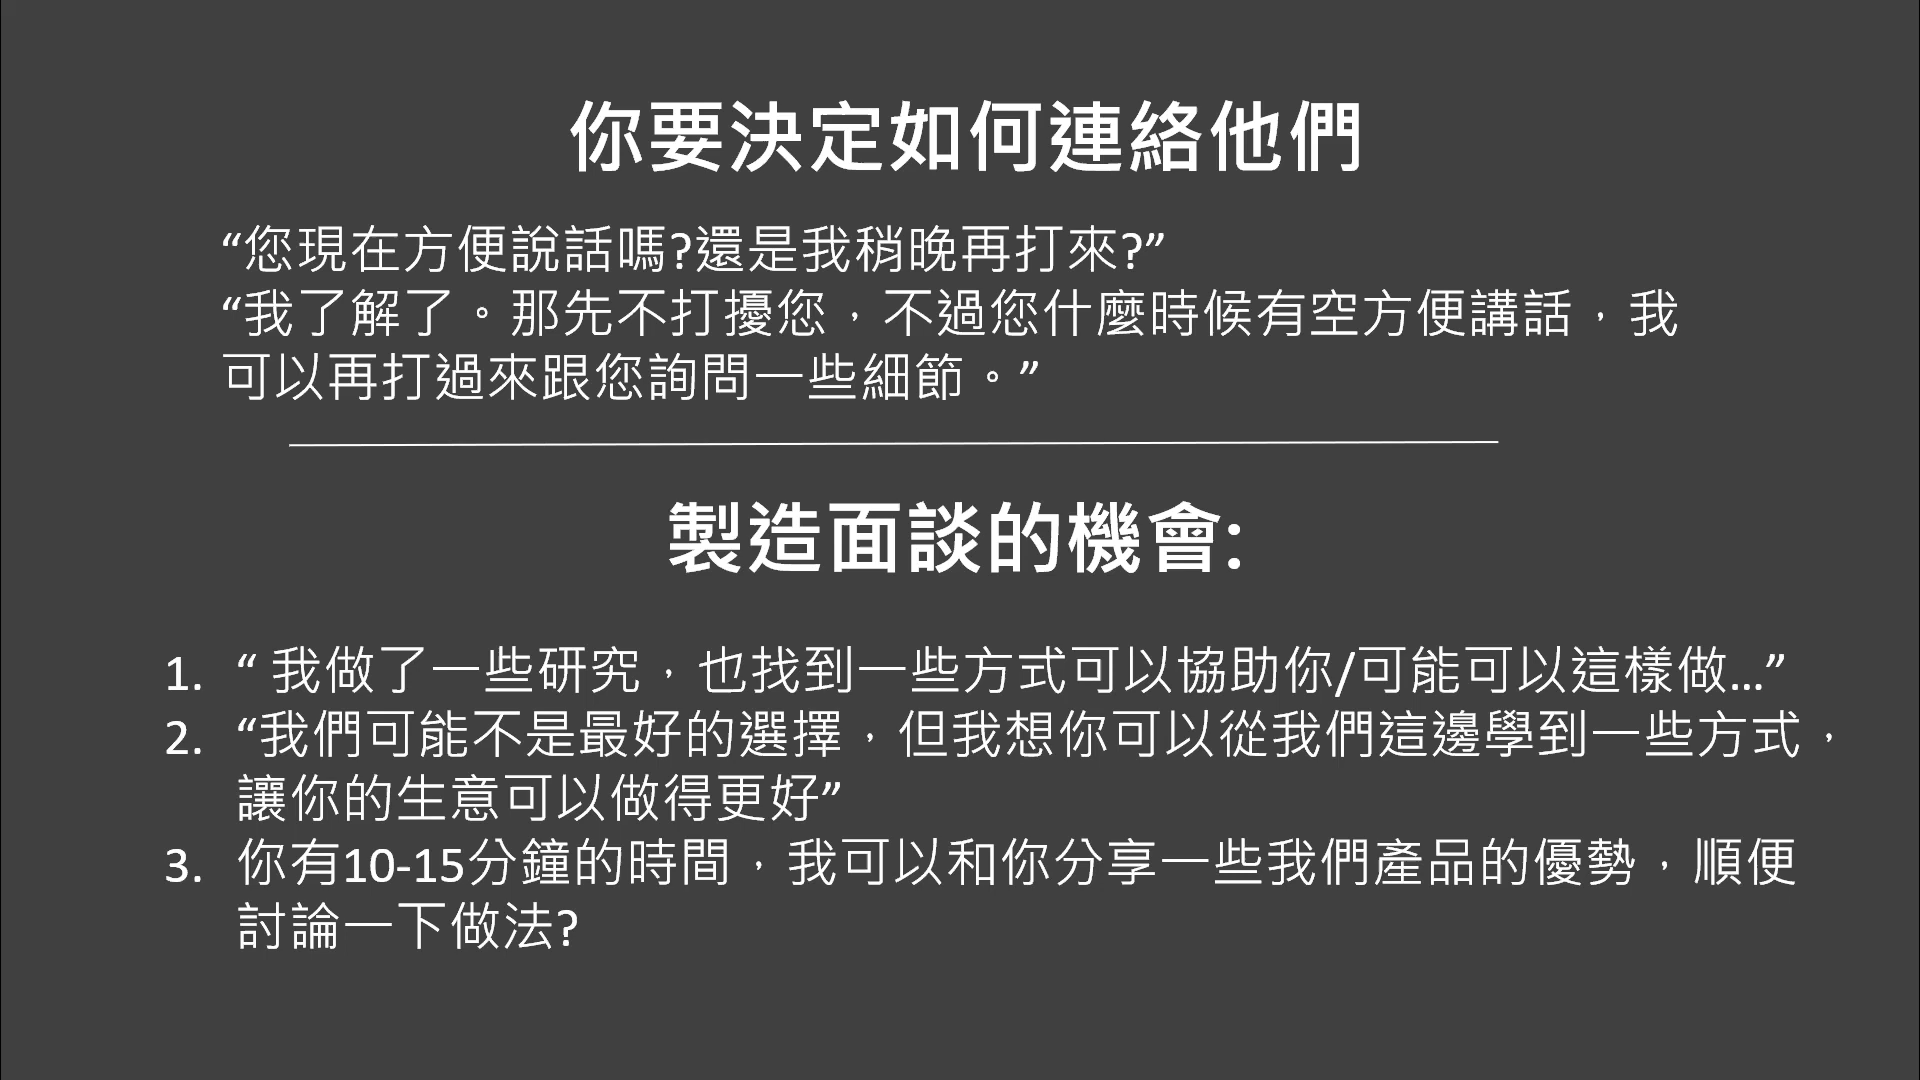 你要決定如何連絡他們
“您現在方便說話嗎?還是我稍晚再打來?”
“我了解了。那先不打擾您，不過您什麼時候有空方便講話，我
可以再打過來跟您詢問一些細節。”
製造面談的機會:
1. “ 我做了一些研究，也找到一些方式可以協助你/可能可以這樣做...”
2. “我們可能不是最好的選擇，但我想你可以從我們這邊學到一些方式，
讓你的生意可以做得更好”
3. 你有10-15分鐘的時間，我可以和你分享一些我們產品的優勢，順便
討論一下做法?